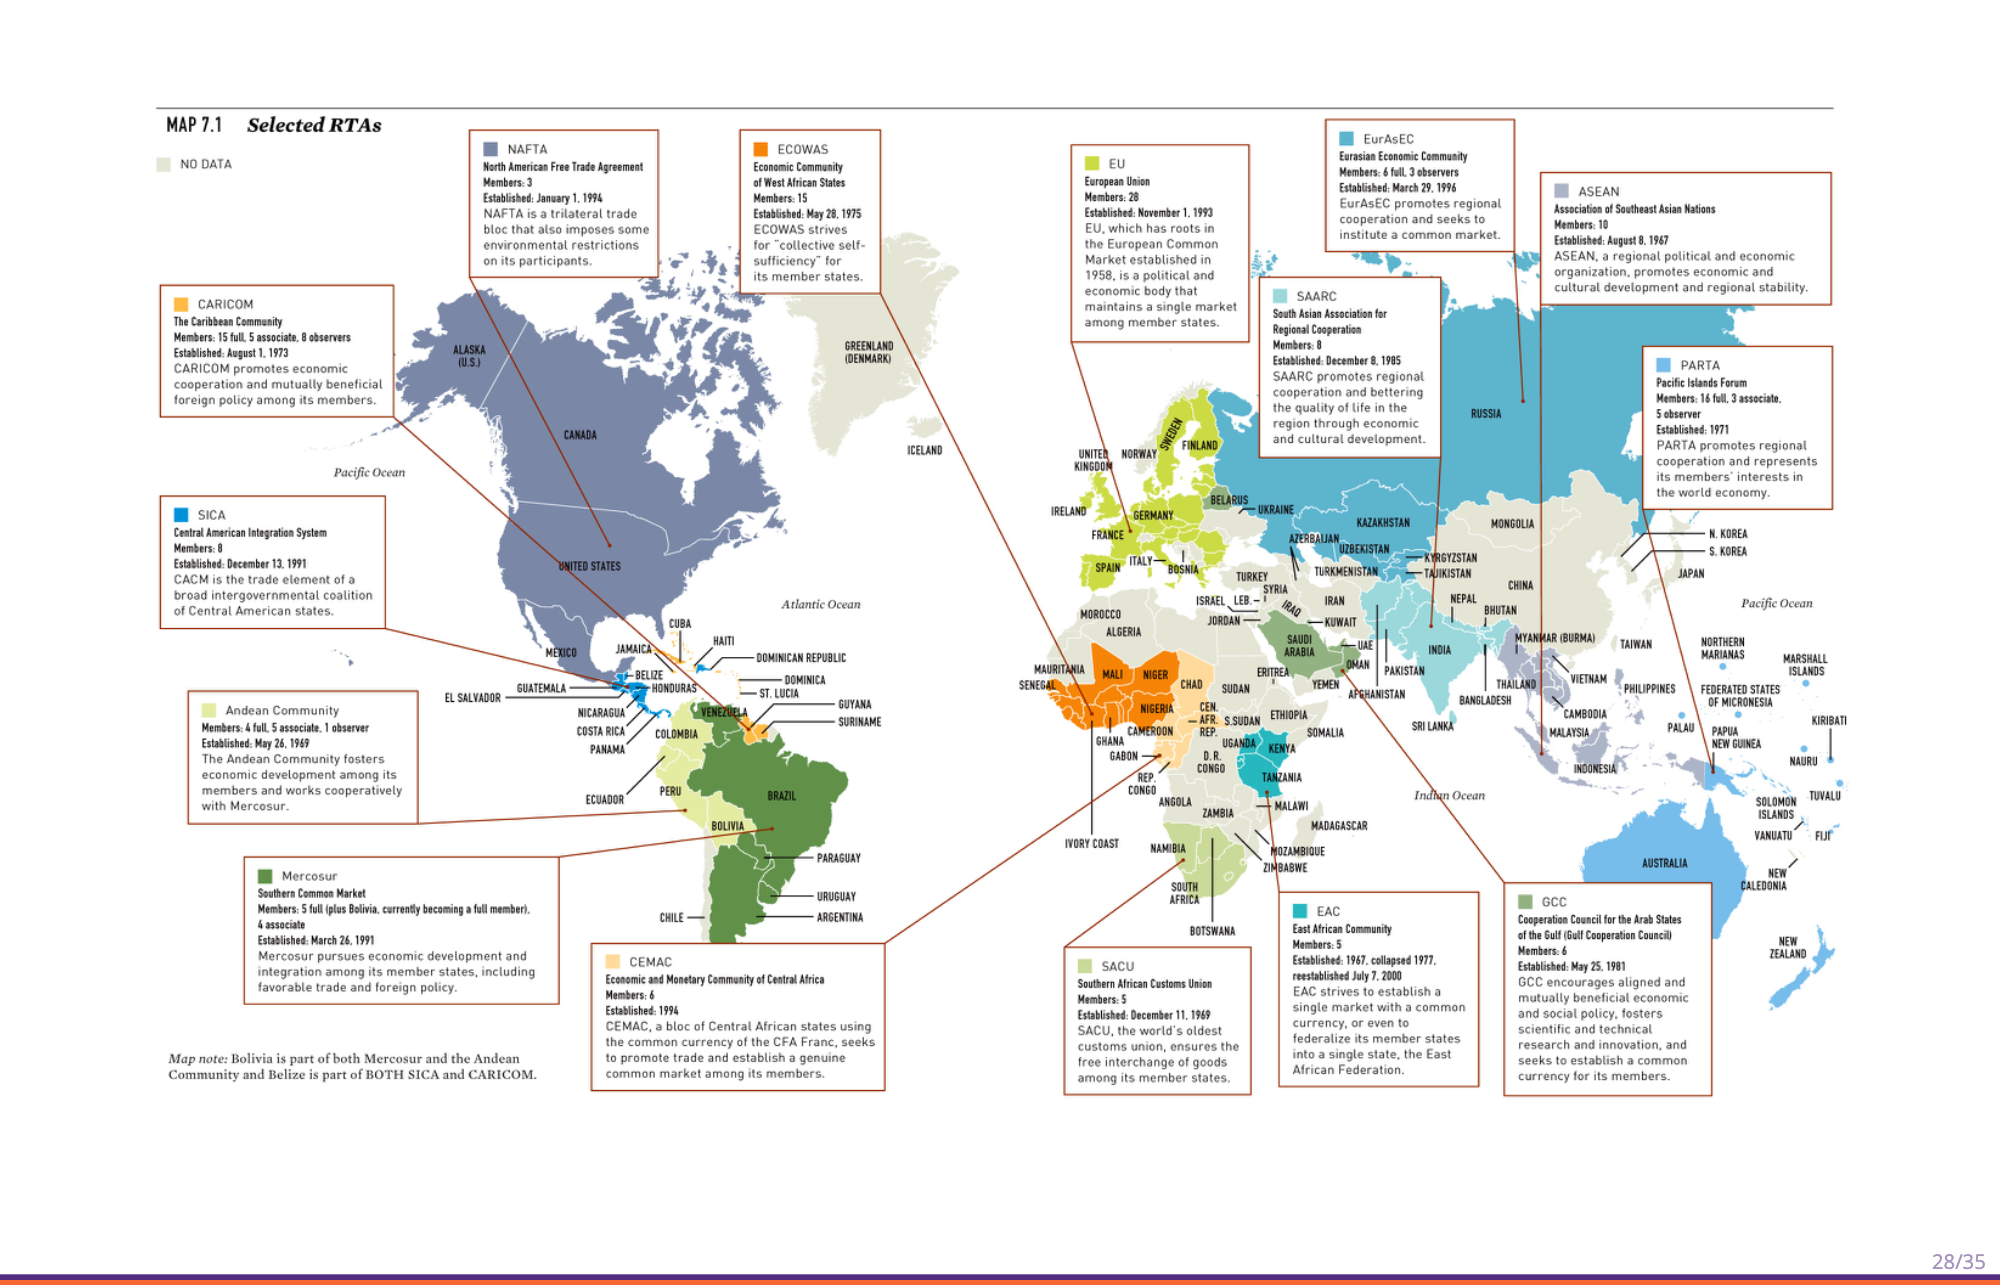 MAP 7.1 Selected RTAs
NO DATA
NAFTA
North American Free Trade Agreement
Members: 3
Established: January 1, 1994
NAFTA is a trilateral trade
bloc that also imposes some
environmental restrictions
on its participants.
ECOWAS
Economic Community
of West African States
Members: 15
Established: May 28, 1975
ECOWAS strives
for "collective self-
sufficiency" for
its member states.
EU
European Union
Members: 28
Established: November 1, 1993
EU, which has roots in
the European Common
Market established in
1958, is a political and
economic body that
maintains a single market
among member states.
EurAsEC
Eurasian Economic Community
Members: 6 full, 3 observers
Established: March 29, 1996
EurAsEC promotes regional
cooperation and seeks to
institute a common market.
ASEAN
Association of Southeast Asian Nations
Members: 10
Established: August 8, 1967
ASEAN, a regional political and economic
organization, promotes economic and
cultural development and regional stability.
CARICOM
The Caribbean Community
Members: 15 full, 5 associate, 8 observers
Established: August 1, 1973
CARICOM promotes economic
cooperation and mutually beneficial
foreign policy among its members.
SAARC
South Asian Association for
Regional Cooperation
Members: 8
Established: December 8, 1985
SAARC promotes regional
cooperation and bettering
the quality of life in the
region through economic
and cultural development.
PARTA
Pacific Islands Forum
Members: 16 full, 3 associate,
5 observer
Established: 1971
PARTA promotes regional
cooperation and represents
its members' interests in
the world economy.
SICA
Central American Integration System
Members: 8
Established: December 13, 1991
CACM is the trade element of a
broad intergovernmental coalition
of Central American states.
Andean Community
Members: 4 full, 5 associate, 1 observer
Established: May 26, 1969
The Andean Community fosters
economic development among its
members and works cooperatively
with Mercosur.
Mercosur
Southern Common Market
Members: 5 full (plus Bolivia, currently becoming a full member),
4 associate
Established: March 26, 1991
Mercosur pursues economic development and
integration among its member states, including
favorable trade and foreign policy.
CEMAC
Economic and Monetary Community of Central Africa
Members: 6
Established: 1994
CEMAC, a bloc of Central African states using
the common currency of the CFA Franc, seeks
to promote trade and establish a genuine
common market among its members.
SACU
Southern African Customs Union
Members: 5
Established: December 11, 1969
SACU, the world's oldest
customs union, ensures the
free interchange of goods
among its member states.
EAC
East African Community
Members: 5
Established: 1967, collapsed 1977,
reestablished July 7, 2000
EAC strives to establish a
single market with a common
currency, or even to
federalize its member states
into a single state, the East
African Federation.
GCC
Cooperation Council for the Arab States
of the Gulf (Gulf Cooperation Council)
Members: 6
Established: May 25, 1981
GCC encourages aligned and
mutually beneficial economic
and social policy, fosters
scientific and technical
research and innovation, and
seeks to establish a common
currency for its members.
ALASKA
(U.S.)
CANADA
GREENLAND
(DENMARK)
ICELAND
Pacific Ocean
UNITED STATES
Atlantic Ocean
MEXICO
CUBA
HAITI
JAMAICA
DOMINICAN REPUBLIC
BELIZE
DOMINICA
GUATEMALA
HONDURAS
ST. LUCIA
EL SALVADOR
GUYANA
NICARAGUA
VENEZUELA
SURINAME
COSTA RICA
COLOMBIA
PANAMA
ECUADOR
PERU
BRAZIL
BOLIVIA
PARAGUAY
URUGUAY
CHILE
ARGENTINA
UNITED
KINGDOM
NORWAY
SWEDEN
FINLAND
RUSSIA
IRELAND
BELARUS
UKRAINE
GERMANY
FRANCE
ITALY
SPAIN
BOSNIA
KAZAKHSTAN
MONGOLIA
AZERBAIJAN
UZBEKISTAN
KYRGYZSTAN
TURKMENISTAN
TAJIKISTAN
N. KOREA
S. KOREA
JAPAN
TURKEY
SYRIA
ISRAEL
LEB.
JORDAN
IRAQ
IRAN
KUWAIT
CHINA
NEPAL
BHUTAN
Pacific Ocean
MOROCCO
ALGERIA
SAUDI
ARABIA
UAE
OMAN
PAKISTAN
INDIA
MYANMAR (BURMA)
TAIWAN
NORTHERN
MARIANAS
MARSHALL
ISLANDS
MAURITANIA
MALI
NIGER
CHAD
SUDAN
ERITREA
YEMEN
AFGHANISTAN
BANGLADESH
THAILAND
VIETNAM
PHILIPPINES
FEDERATED STATES
OF MICRONESIA
SENEGAL
NIGERIA
CEN.
AFR.
REP.
S.SUDAN
ETHIOPIA
SRI LANKA
CAMBODIA
PALAU
KIRIBATI
GHANA
CAMEROON
UGANDA
KENYA
SOMALIA
MALAYSIA
PAPUA
NEW GUINEA
GABON
D.R.
CONGO
REP.
CONGO
TANZANIA
INDONESIA
NAURU
Indian Ocean
ANGOLA
ZAMBIA
MALAWI
MADAGASCAR
SOLOMON
ISLANDS
TUVALU
VANUATU
FIJI
IVORY COAST
NAMIBIA
MOZAMBIQUE
ZIMBABWE
AUSTRALIA
NEW
CALEDONIA
SOUTH
AFRICA
BOTSWANA
NEW
ZEALAND
Map note: Bolivia is part of both Mercosur and the Andean
Community and Belize is part of BOTH SICA and CARICOM.
28/35